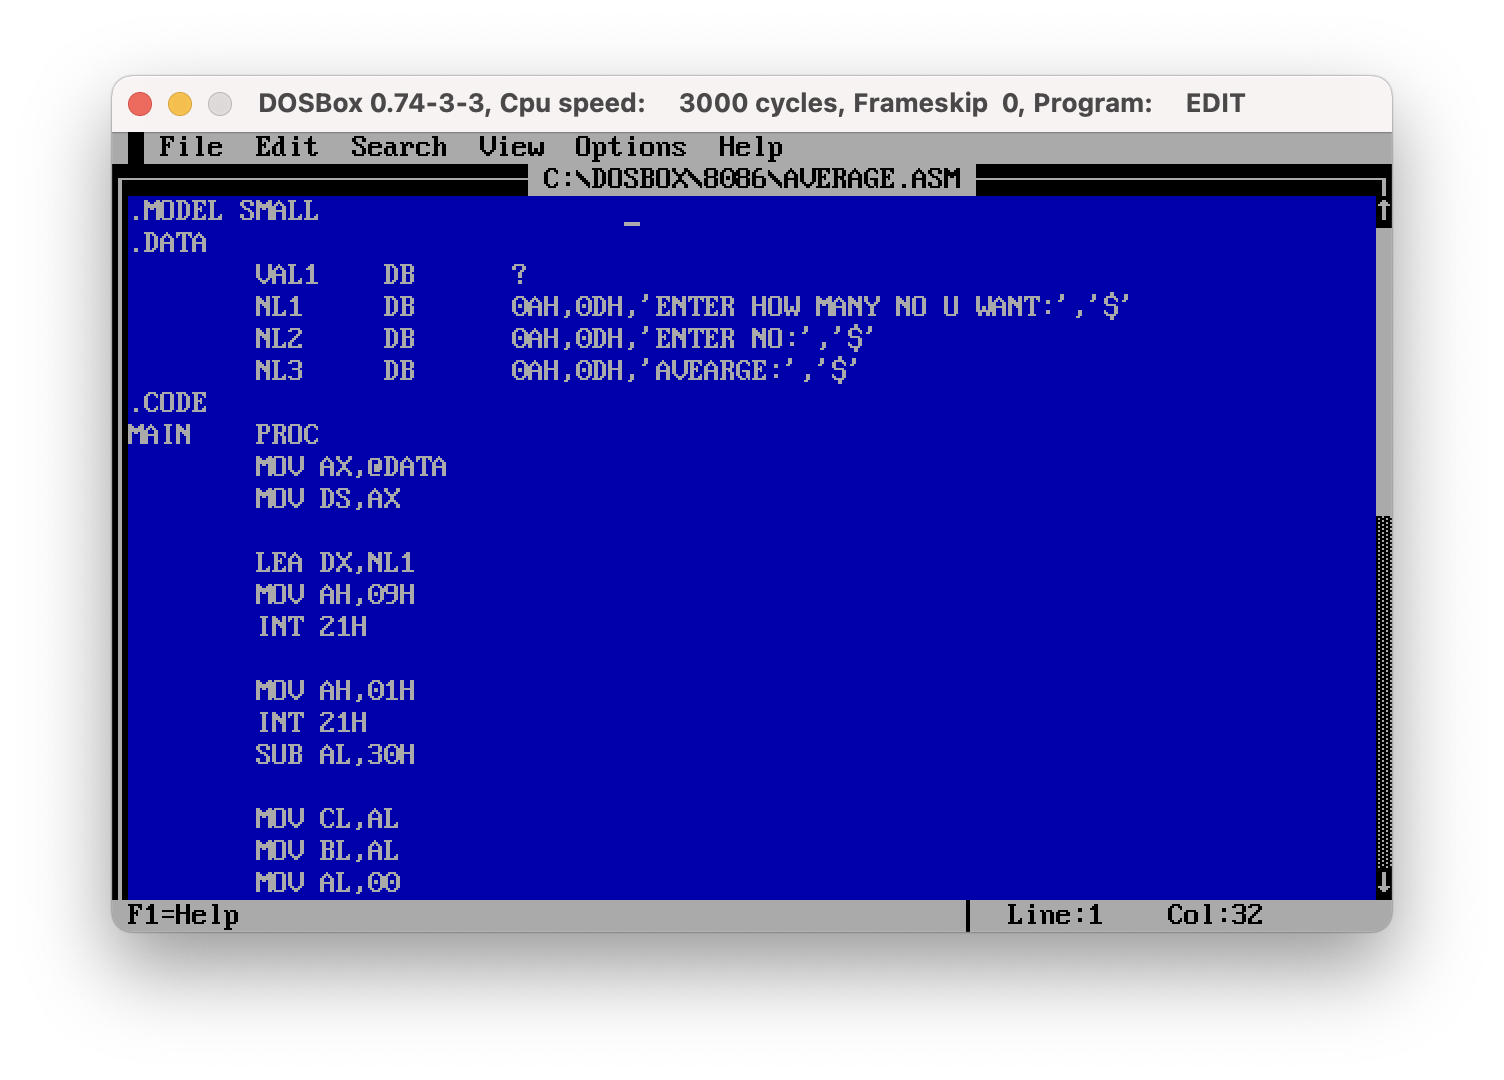 DOSBox 0.74-3-3, Cpu speed: 3000 cycles, Frameskip 0, Program: EDIT
File Edit Search View Options Help
C:\DOSBOX\8086\AVERAGE.ASM
.MODEL SMALL
.DATA
VAL1 DB ?
NL1 DB 0AH,0DH,'ENTER HOW MANY NO U WANT:','$'
NL2 DB 0AH,0DH,'ENTER NO:','$'
NL3 DB 0AH,0DH,'AVEARGE:','$'
.CODE
MAIN PROC
MOV AX,@DATA
MOV DS,AX
LEA DX,NL1
MOV AH,09H
INT 21H
MOV AH,01H
INT 21H
SUB AL,30H
MOV CL,AL
MOV BL,AL
MOV AL,00
F1=Help Line:1 Col:32